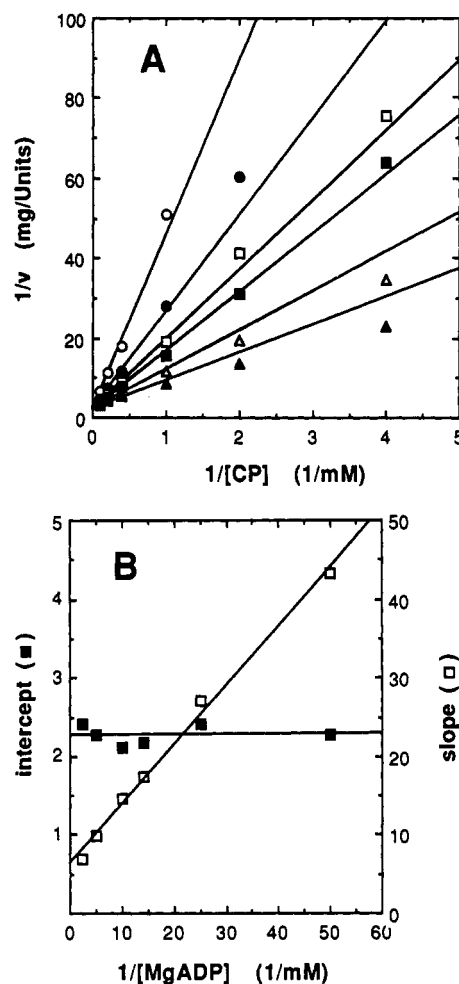 A
1/v (mg/Units)
100
80
60
40
20
0
0 1 2 3 4 5
1/[CP] (1/mM)
B
intercept (■)
5
4
3
2
1
slope (□)
50
40
30
20
10
0
0 10 20 30 40 50 60
1/[MgADP] (1/mM)